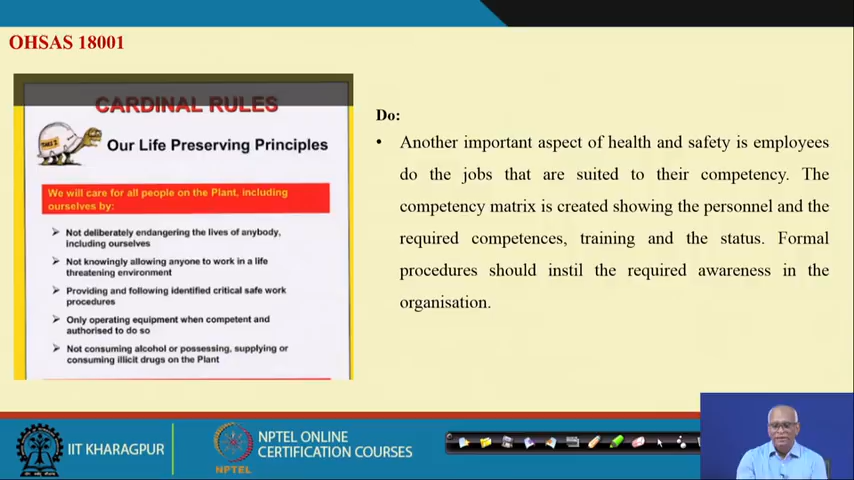 OHSAS 18001
CARDINAL RULES
Our Life Preserving Principles
We will care for all people on the Plant, including
ourselves by:
➢ Not deliberately endangering the lives of anybody,
including ourselves
➢ Not knowingly allowing anyone to work in a life
threatening environment
➢ Providing and following identified critical safe work
procedures
➢ Only operating equipment when competent and
authorised to do so
➢ Not consuming alcohol or possessing, supplying or
consuming illicit drugs on the Plant
Do:
• Another important aspect of health and safety is employees
do the jobs that are suited to their competency. The
competency matrix is created showing the personnel and the
required competences, training and the status. Formal
procedures should instil the required awareness in the
organisation.
IIT KHARAGPUR
NPTEL
NPTEL ONLINE
CERTIFICATION COURSES